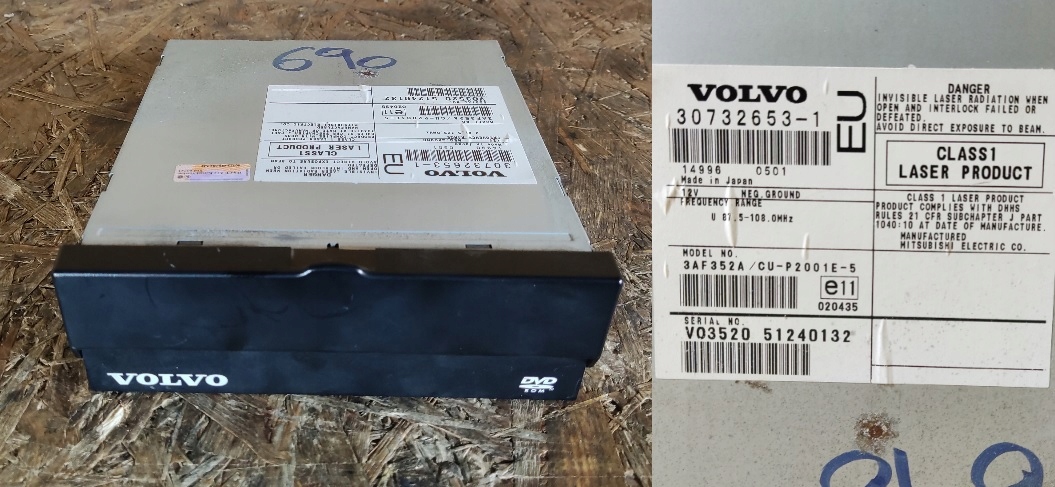 690
VOLVO
DVD
ROM
VOLVO
30732653-1
EU
14996 0501
Made in Japan
12V NEG.GROUND
FREQUENCY RANGE
U 87.5-108.0MHz
MODEL NO.
3AF352A/CU-P2001E-5
e11
020435
SERIAL NO.
VO3520 51240132
DANGER
INVISIBLE LASER RADIATION WHEN
OPEN AND INTERLOCK FAILED OR
DEFEATED.
AVOID DIRECT EXPOSURE TO BEAM.
CLASS1
LASER PRODUCT
CLASS 1 LASER PRODUCT
PRODUCT COMPLIES WITH DHHS
RULES 21 CFR SUBCHAPTER J PART
1040:10 AT DATE OF MANUFACTURE.
MANUFACTURED
MITSUBISHI ELECTRIC CO.